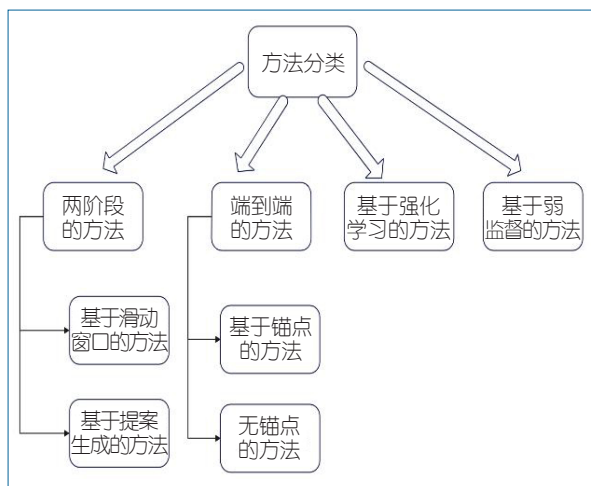 方法分类
两阶段
的方法
端到端
的方法
基于强化
学习的方法
基于弱
监督的方法
基于滑动
窗口的方法
基于锚点
的方法
基于提案
生成的方法
无锚点
的方法